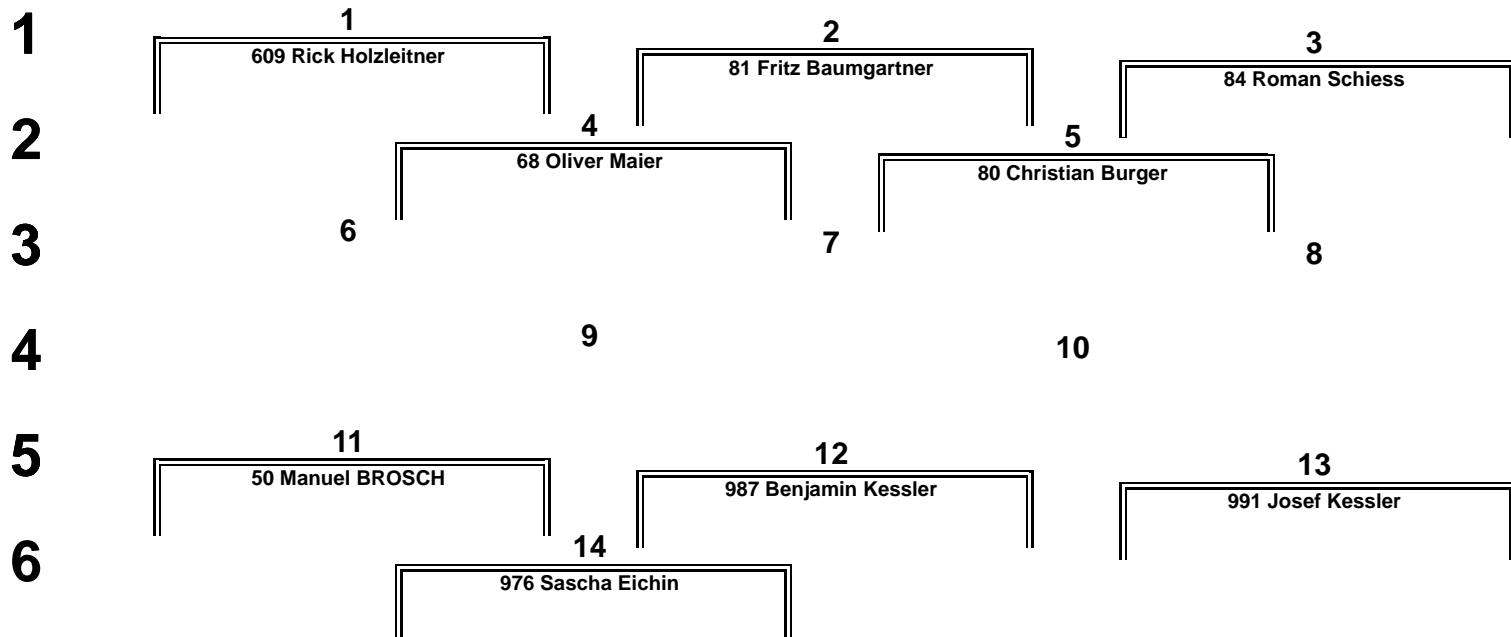 1
1
609 Rick Holzleitner
2
81 Fritz Baumgartner
3
84 Roman Schiess
2
4
68 Oliver Maier
5
80 Christian Burger
3
6
7
8
4
9
10
5
11
50 Manuel BROSCH
12
987 Benjamin Kessler
13
991 Josef Kessler
6
14
976 Sascha Eichin